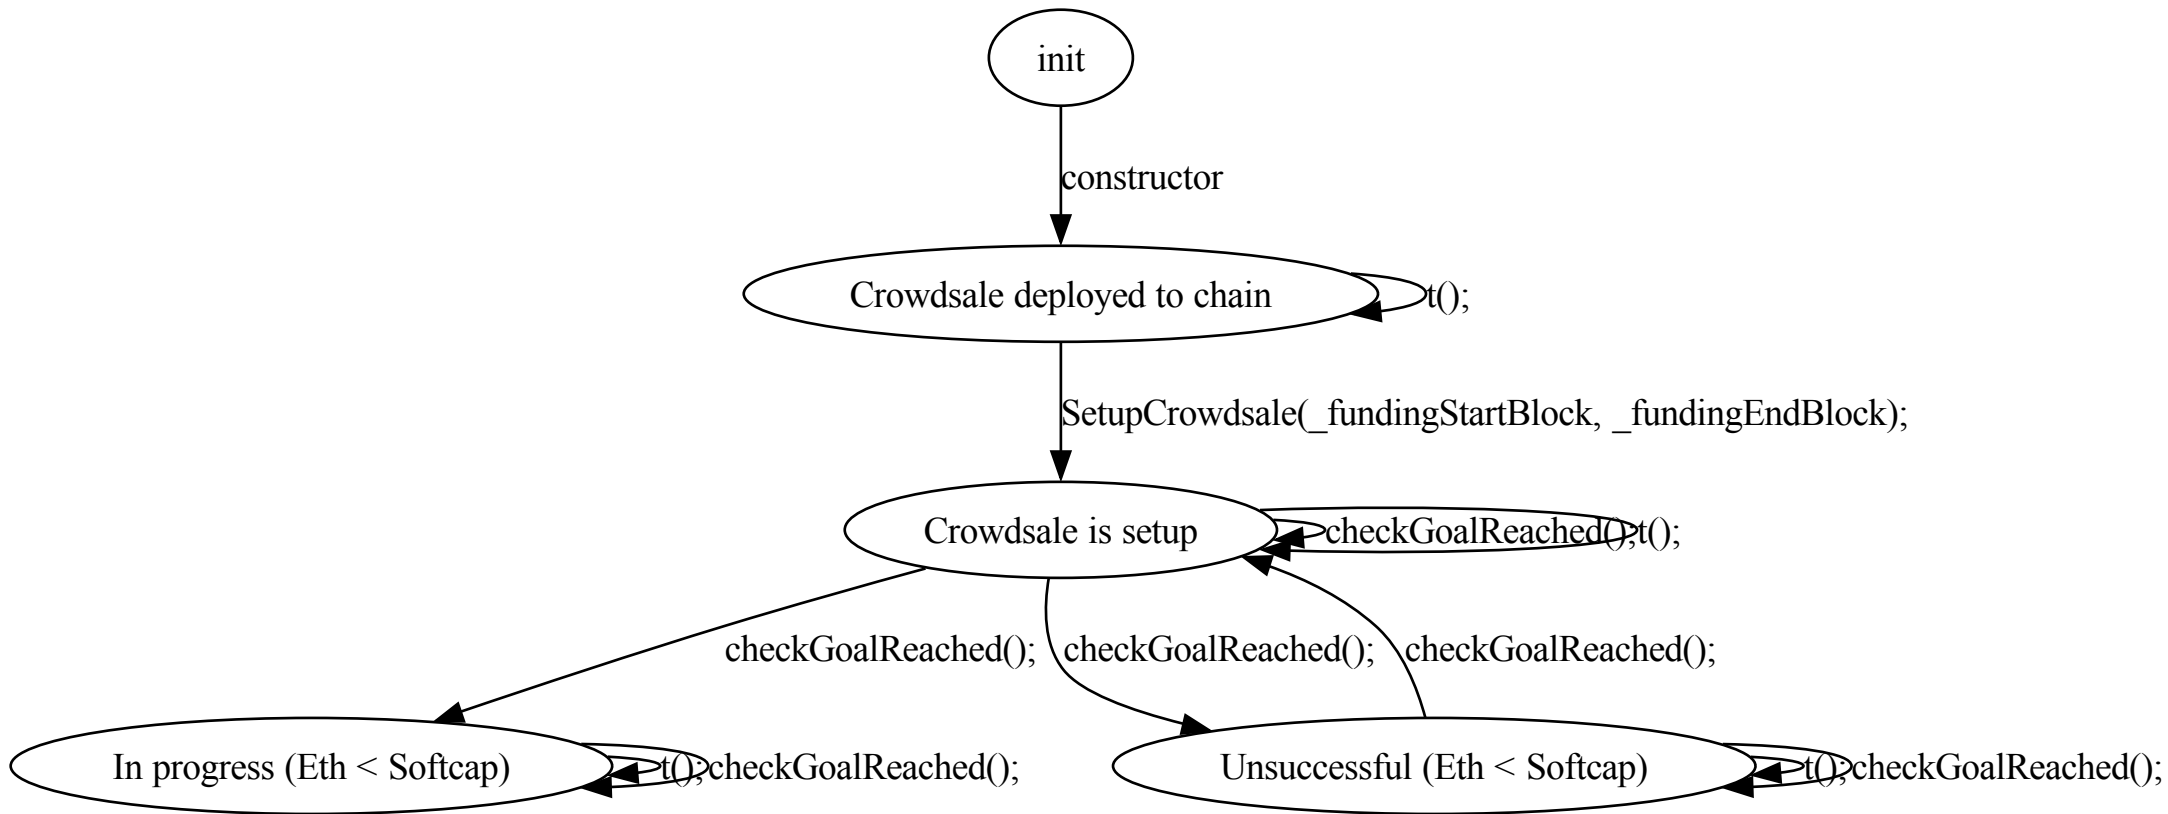 init
constructor
Crowdsale deployed to chain
t();
SetupCrowdsale(_fundingStartBlock, _fundingEndBlock);
Crowdsale is setup
checkGoalReached();
t();
checkGoalReached();
checkGoalReached();
checkGoalReached();
In progress (Eth < Softcap)
t();
checkGoalReached();
Unsuccessful (Eth < Softcap)
t();
checkGoalReached();